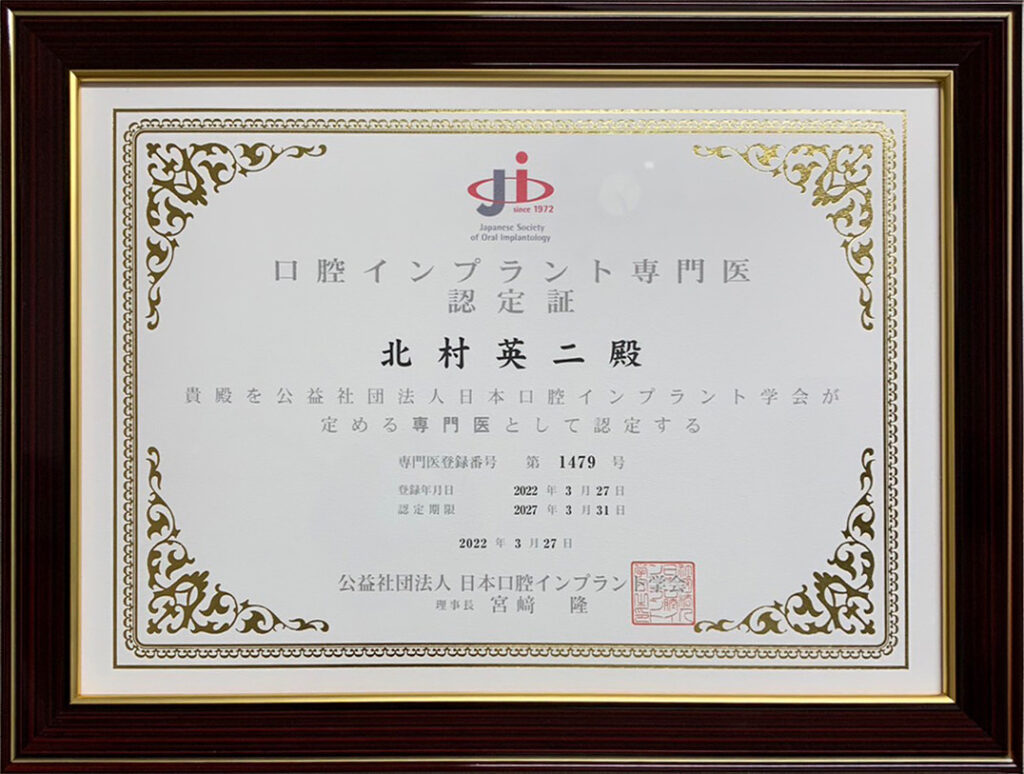 Ji
since 1972
Japanese Society
of Oral Implantology
口腔インプラント専門医
認定証
北村英二殿
貴殿を公益社団法人日本口腔インプラント学会が
定める専門医として認定する
専門医登録番号 第 1479 号
登録年月日 2022 年 3 月 27 日
認定期限 2027 年 3 月 31 日
2022 年 3 月 27 日
公益社団法人 日本口腔インプラント学会
理事長 宮﨑 隆